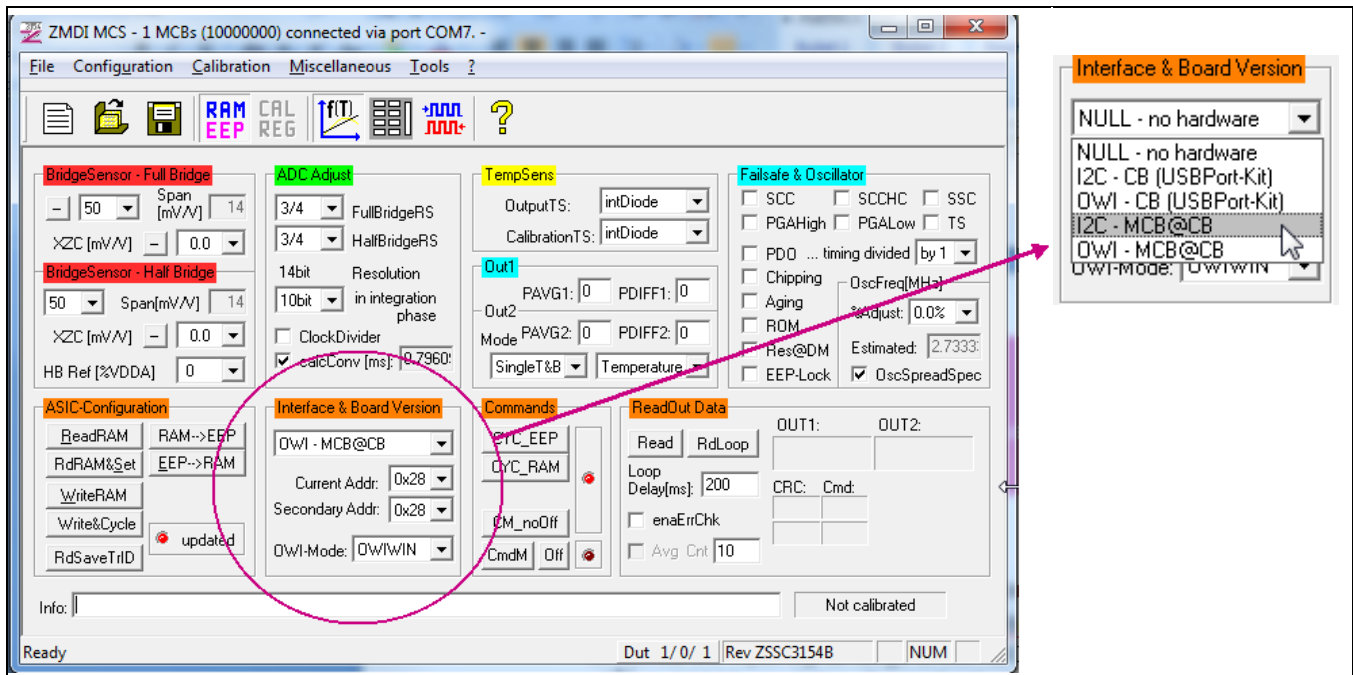 ZMDI MCS - 1 MCBs (10000000) connected via port COM7. -
File Configuration Calibration Miscellaneous Tools ?
RAM EEP
CAL REG
f(T)
?
BridgeSensor - Full Bridge
- 50 Span [mV/V] 14
XZC [mV/V] - 0.0
BridgeSensor - Half Bridge
50 Span[mV/V] 14
XZC [mV/V] - 0.0
HB Ref [%VDDA] 0
ADC Adjust
3/4 FullBridgeRS
3/4 HalfBridgeRS
14bit Resolution
10bit in integration
phase
ClockDivider
calcConv [ms]: 0.7960
TempSens
OutputTS: intDiode
CalibrationTS: intDiode
Out1
PAVG1: 0 PDIFF1: 0
Out2
Mode PAVG2: 0 PDIFF2: 0
SingleT&B Temperature
Failsafe & Oscillator
SCC SCCHC SSC
PGAHigh PGALow TS
PDO ... timing divided by 1
Chipping
Aging
ROM
Res@DM
EEP-Lock
OscFreq[MHz]
%Adjust: 0.0%
Estimated: 2.7333
OscSpreadSpec
ASIC-Configuration
ReadRAM RAM-->EEP
RdRAM&Set EEP-->RAM
WriteRAM
Write&Cycle
updated
RdSaveTrID
Interface & Board Version
OWI - MCB@CB
Current Addr: 0x28
Secondary Addr: 0x28
OWI-Mode: OWIWIN
Commands
CYC_EEP
CYC_RAM
CM_noOff
CmdM Off
ReadOut Data
Read RdLoop
OUT1: OUT2:
Loop
Delay[ms]: 200
CRC: Cmd:
enaErrChk
Avg Cnt 10
Info: Not calibrated
Ready Dut 1/ 0/ 1 Rev ZSSC3154B NUM
Interface & Board Version
NULL - no hardware
NULL - no hardware
I2C - CB (USBPort-Kit)
OWI - CB (USBPort-Kit)
I2C - MCB@CB
OWI - MCB@CB
OWI-Mode: OWIWIN